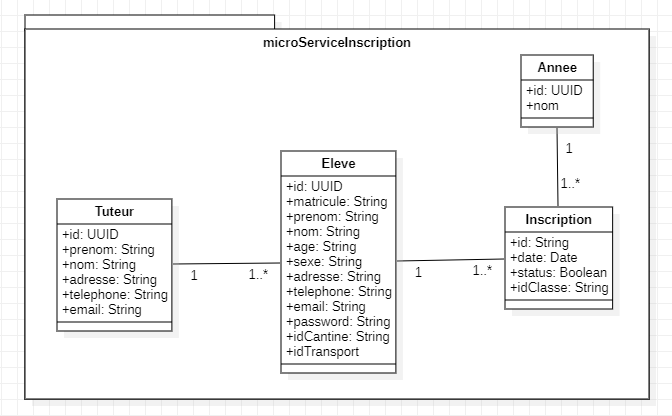 microServiceInscription
Annee
+id: UUID
+nom
1
1..*
Eleve
+id: UUID
+matricule: String
+prenom: String
+nom: String
+age: String
+sexe: String
+adresse: String
+telephone: String
+email: String
+password: String
+idCantine: String
+idTransport
Tuteur
+id: UUID
+prenom: String
+nom: String
+adresse: String
+telephone: String
+email: String
1
1..*
Inscription
+id: String
+date: Date
+status: Boolean
+idClasse: String
1
1..*